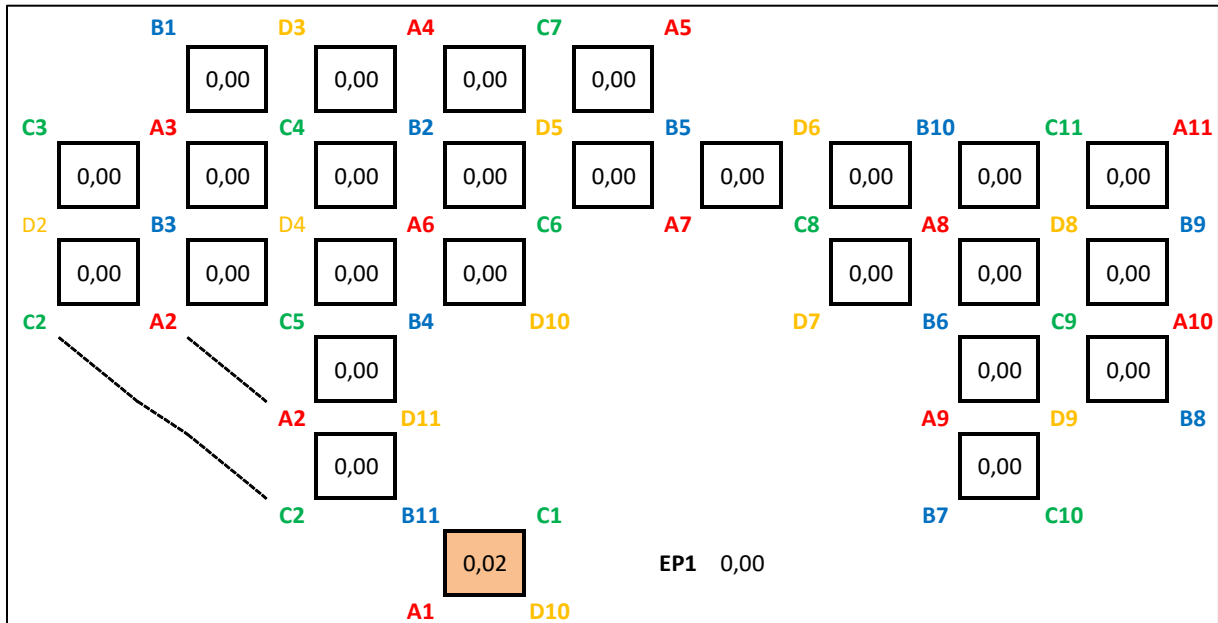 B1 D3 A4 C7 A5
0,00 0,00 0,00 0,00
C3 A3 C4 B2 D5 B5 D6 B10 C11 A11
0,00 0,00 0,00 0,00 0,00 0,00 0,00 0,00 0,00
D2 B3 D4 A6 C6 A7 C8 A8 D8 B9
0,00 0,00 0,00 0,00 0,00 0,00 0,00
C2 A2 C5 B4 D10 D7 B6 C9 A10
0,00 0,00 0,00
A2 D11 A9 D9 B8
0,00 0,00
C2 B11 C1 B7 C10
0,02 EP1 0,00
A1 D10